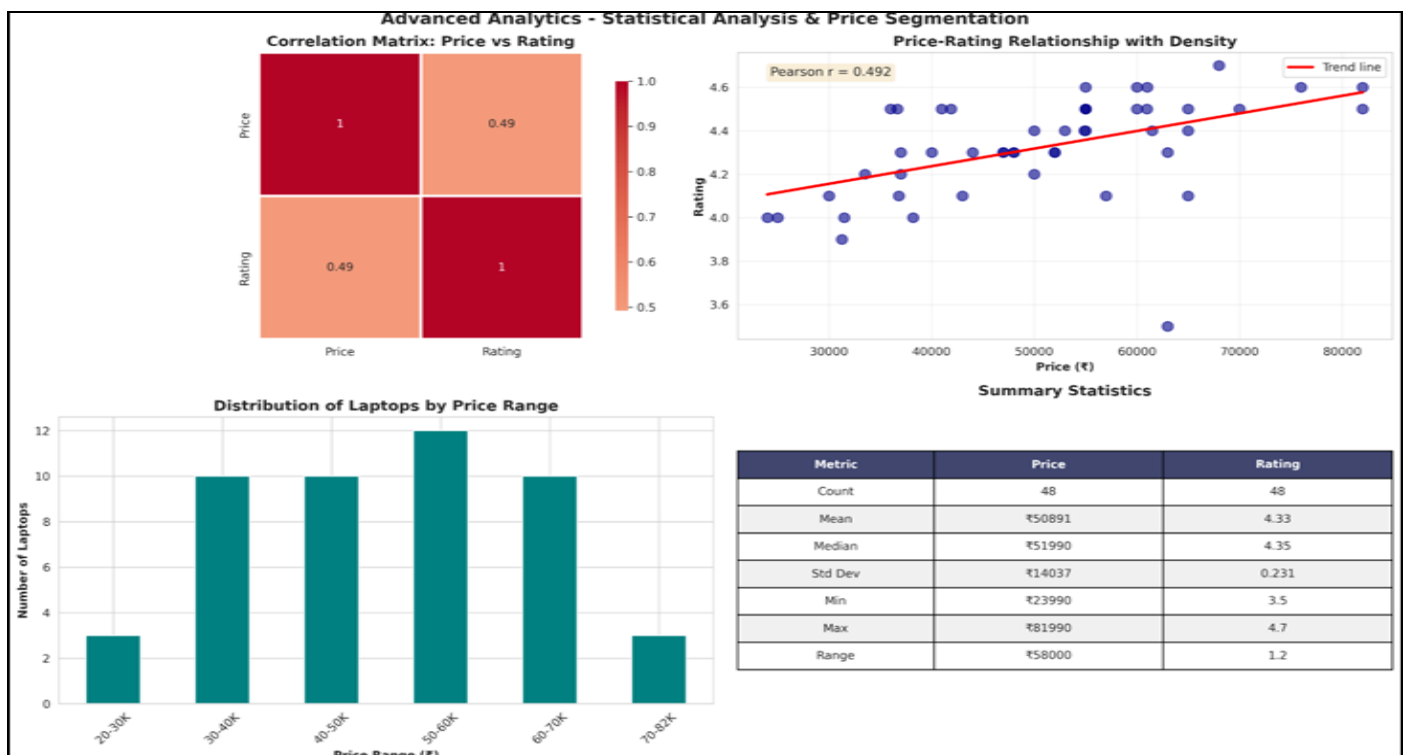 Advanced Analytics - Statistical Analysis & Price Segmentation
Correlation Matrix: Price vs Rating
Price
Rating
1
0.49
0.49
1
Price
Rating
1.0
0.9
0.8
0.7
0.6
0.5
Price-Rating Relationship with Density
Pearson r = 0.492
Trend line
Rating
4.6
4.4
4.2
4.0
3.8
3.6
30000 40000 50000 60000 70000 80000
Price (₹)
Distribution of Laptops by Price Range
Number of Laptops
12
10
8
6
4
2
0
20-30K 30-40K 40-50K 50-60K 60-70K 70-82K
Price Range (₹)
Summary Statistics
Metric Price Rating
Count 48 48
Mean ₹50891 4.33
Median ₹51990 4.35
Std Dev ₹14037 0.231
Min ₹23990 3.5
Max ₹81990 4.7
Range ₹58000 1.2